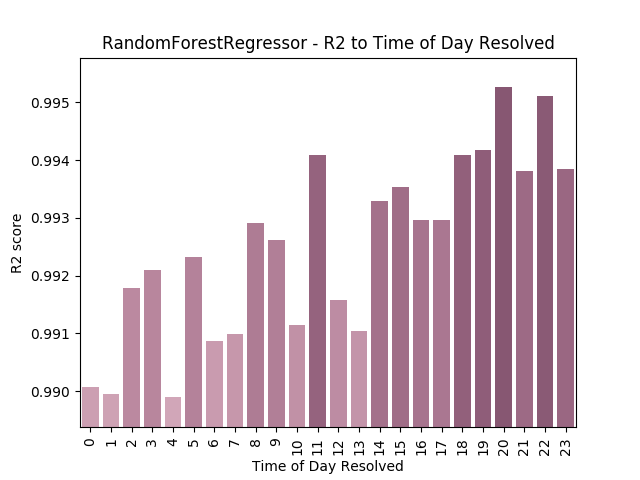 RandomForestRegressor - R2 to Time of Day Resolved
0.995
0.994
0.993
0.992
0.991
0.990
R2 score
0 1 2 3 4 5 6 7 8 9 10 11 12 13 14 15 16 17 18 19 20 21 22 23
Time of Day Resolved